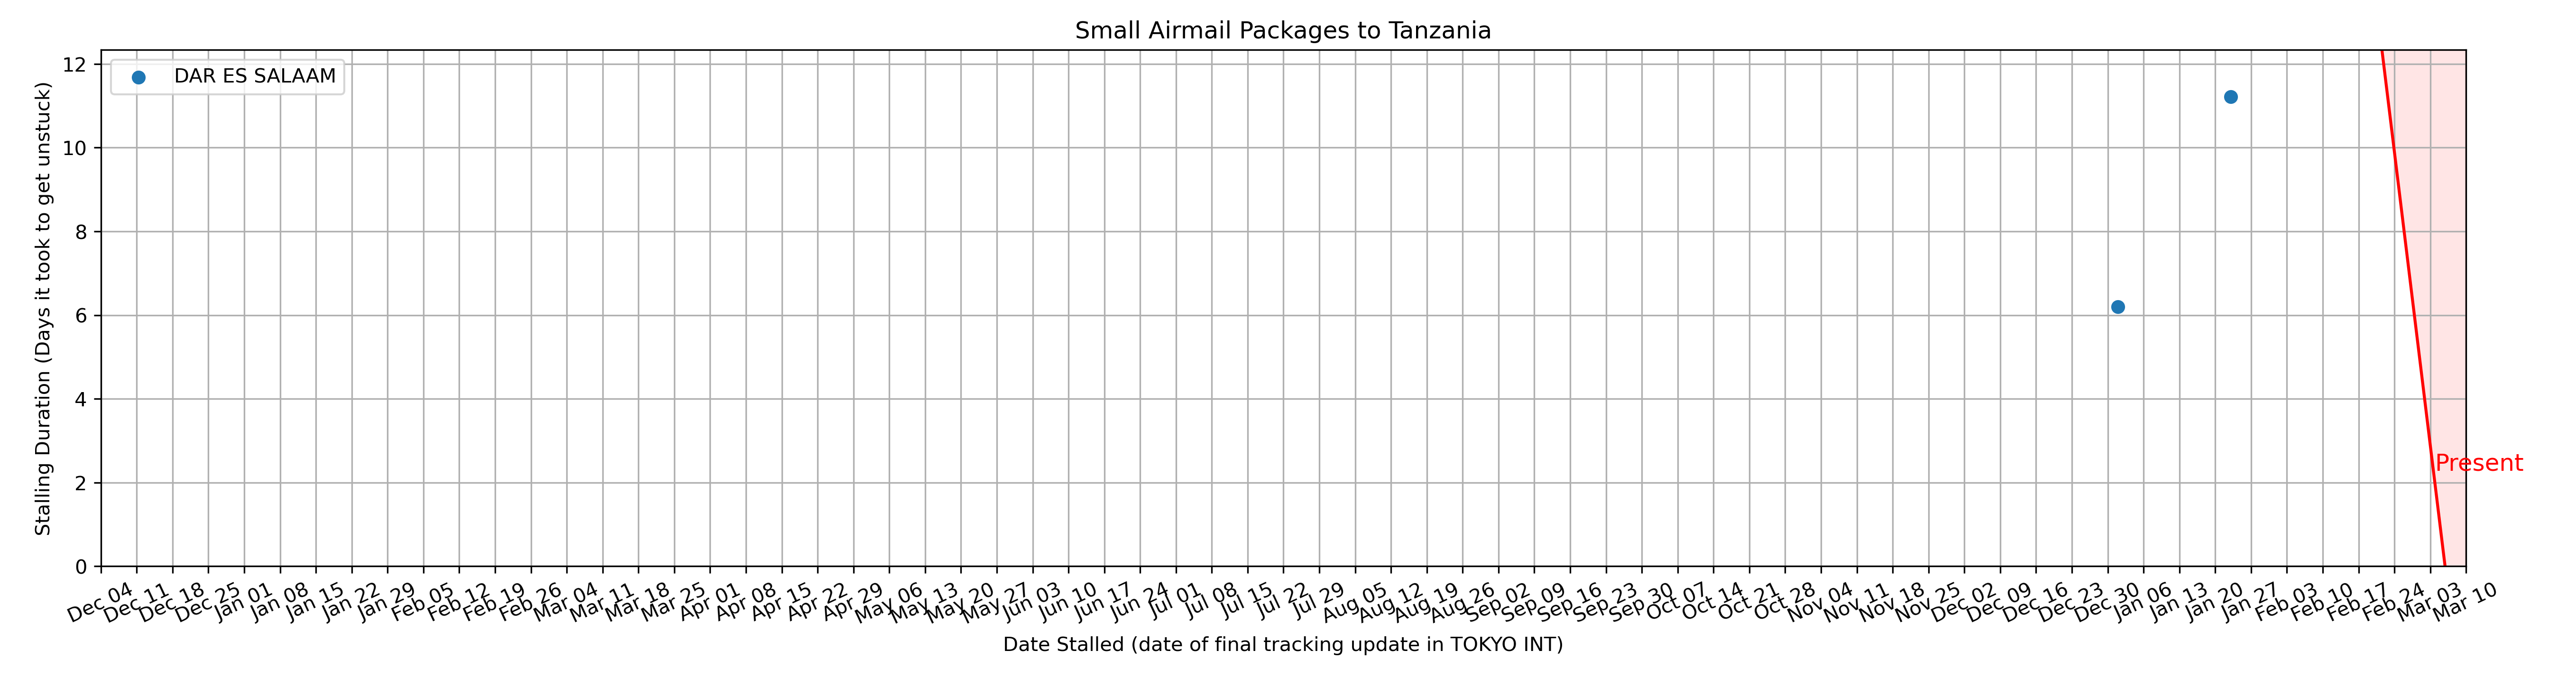 Small Airmail Packages to Tanzania
DAR ES SALAAM
Stalling Duration (Days it took to get unstuck)
12
10
8
6
4
2
0
Present
Dec 04
Dec 11
Dec 18
Dec 25
Jan 01
Jan 08
Jan 15
Jan 22
Jan 29
Feb 05
Feb 12
Feb 19
Feb 26
Mar 04
Mar 11
Mar 18
Mar 25
Apr 01
Apr 08
Apr 15
Apr 22
Apr 29
May 06
May 13
May 20
May 27
Jun 03
Jun 10
Jun 17
Jun 24
Jul 01
Jul 08
Jul 15
Jul 22
Jul 29
Aug 05
Aug 12
Aug 19
Aug 26
Sep 02
Sep 09
Sep 16
Sep 23
Sep 30
Oct 07
Oct 14
Oct 21
Oct 28
Nov 04
Nov 11
Nov 18
Nov 25
Dec 02
Dec 09
Dec 16
Dec 23
Dec 30
Jan 06
Jan 13
Jan 20
Jan 27
Feb 03
Feb 10
Feb 17
Feb 24
Mar 03
Mar 10
Date Stalled (date of final tracking update in TOKYO INT)